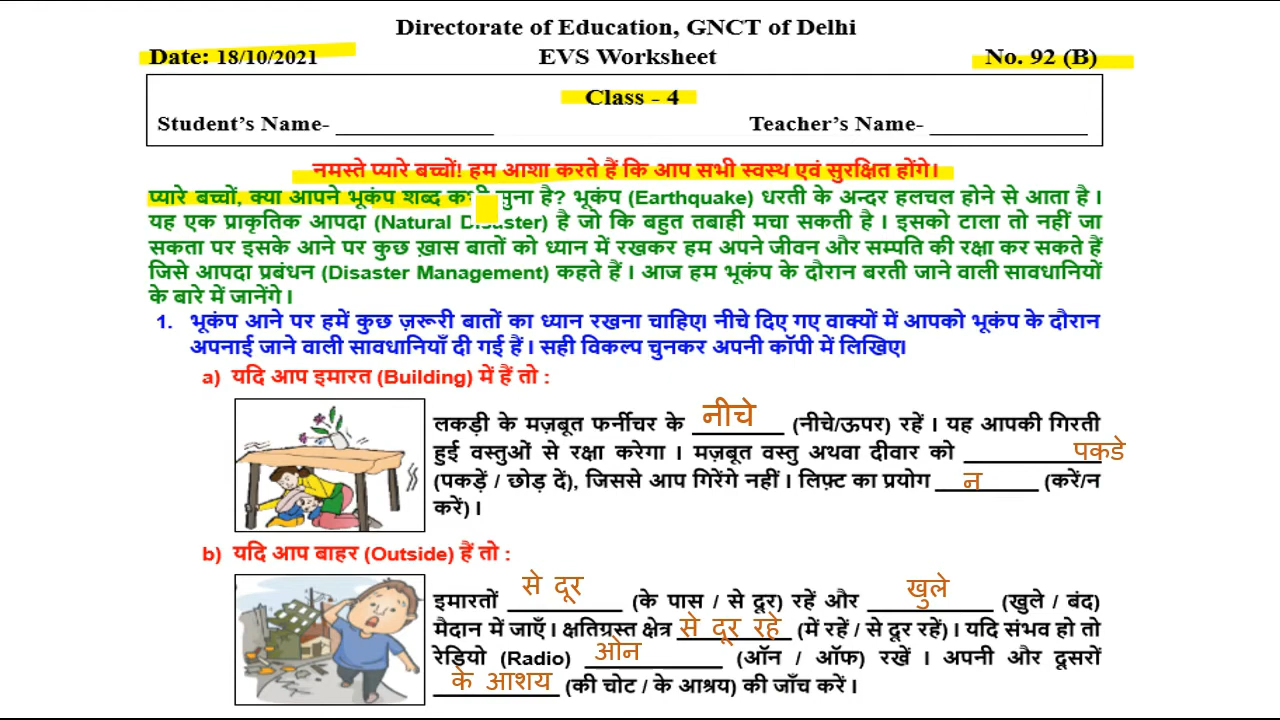 Directorate of Education, GNCT of Delhi
Date: 18/10/2021 EVS Worksheet No. 92 (B)
Class - 4
Student's Name- ______________ Teacher's Name- ______________
नमस्ते प्यारे बच्चों! हम आशा करते हैं कि आप सभी स्वस्थ एवं सुरक्षित होंगे।
प्यारे बच्चों, क्या आपने भूकंप शब्द कभी सुना है? भूकंप (Earthquake) धरती के अन्दर हलचल होने से आता है ।
यह एक प्राकृतिक आपदा (Natural Disaster) है जो कि बहुत तबाही मचा सकती है । इसको टाला तो नहीं जा
सकता पर इसके आने पर कुछ ख़ास बातों को ध्यान में रखकर हम अपने जीवन और सम्पति की रक्षा कर सकते हैं
जिसे आपदा प्रबंधन (Disaster Management) कहते हैं । आज हम भूकंप के दौरान बरती जाने वाली सावधानियों
के बारे में जानेंगे ।
1. भूकंप आने पर हमें कुछ ज़रूरी बातों का ध्यान रखना चाहिए। नीचे दिए गए वाक्यों में आपको भूकंप के दौरान
अपनाई जाने वाली सावधानियाँ दी गई हैं । सही विकल्प चुनकर अपनी कॉपी में लिखिए।
a) यदि आप इमारत (Building) में हैं तो :
लकड़ी के मज़बूत फर्नीचर के नीचे (नीचे/ऊपर) रहें । यह आपकी गिरती
हुई वस्तुओं से रक्षा करेगा । मज़बूत वस्तु अथवा दीवार को पकडे
(पकड़ें / छोड़ दें), जिससे आप गिरेंगे नहीं । लिफ़्ट का प्रयोग न (करें/न
करें) ।
b) यदि आप बाहर (Outside) हैं तो :
इमारतों से दूर (के पास / से दूर) रहें और खुले (खुले / बंद)
मैदान में जाएँ । क्षतिग्रस्त क्षेत्र से दूर रहे (में रहें / से दूर रहें) । यदि संभव हो तो
रेडियो (Radio) ओन (ऑन / ऑफ) रखें । अपनी और दूसरों
के आशय (की चोट / के आश्रय) की जाँच करें ।